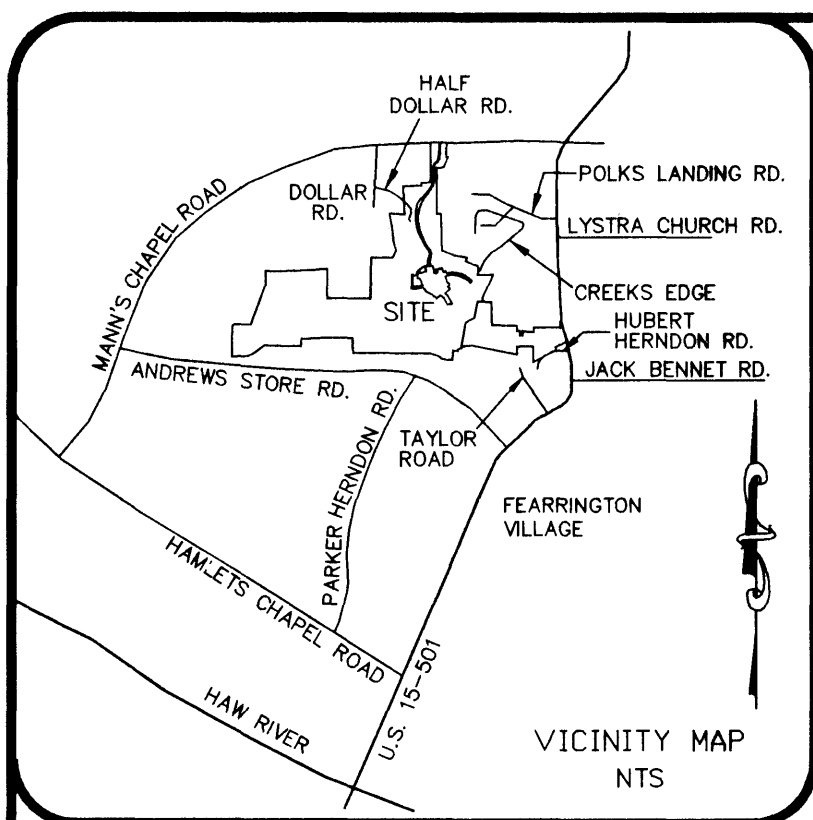 HALF
DOLLAR RD.
DOLLAR
RD.
POLKS LANDING RD.
LYSTRA CHURCH RD.
MANN'S CHAPEL ROAD
CREEKS EDGE
SITE
HUBERT
HERNDON RD.
JACK BENNET RD.
ANDREWS STORE RD.
TAYLOR
ROAD
PARKER HERNDON RD.
FEARRINGTON
VILLAGE
HAMLETS CHAPEL ROAD
U.S. 15-501
HAW RIVER
VICINITY MAP
NTS